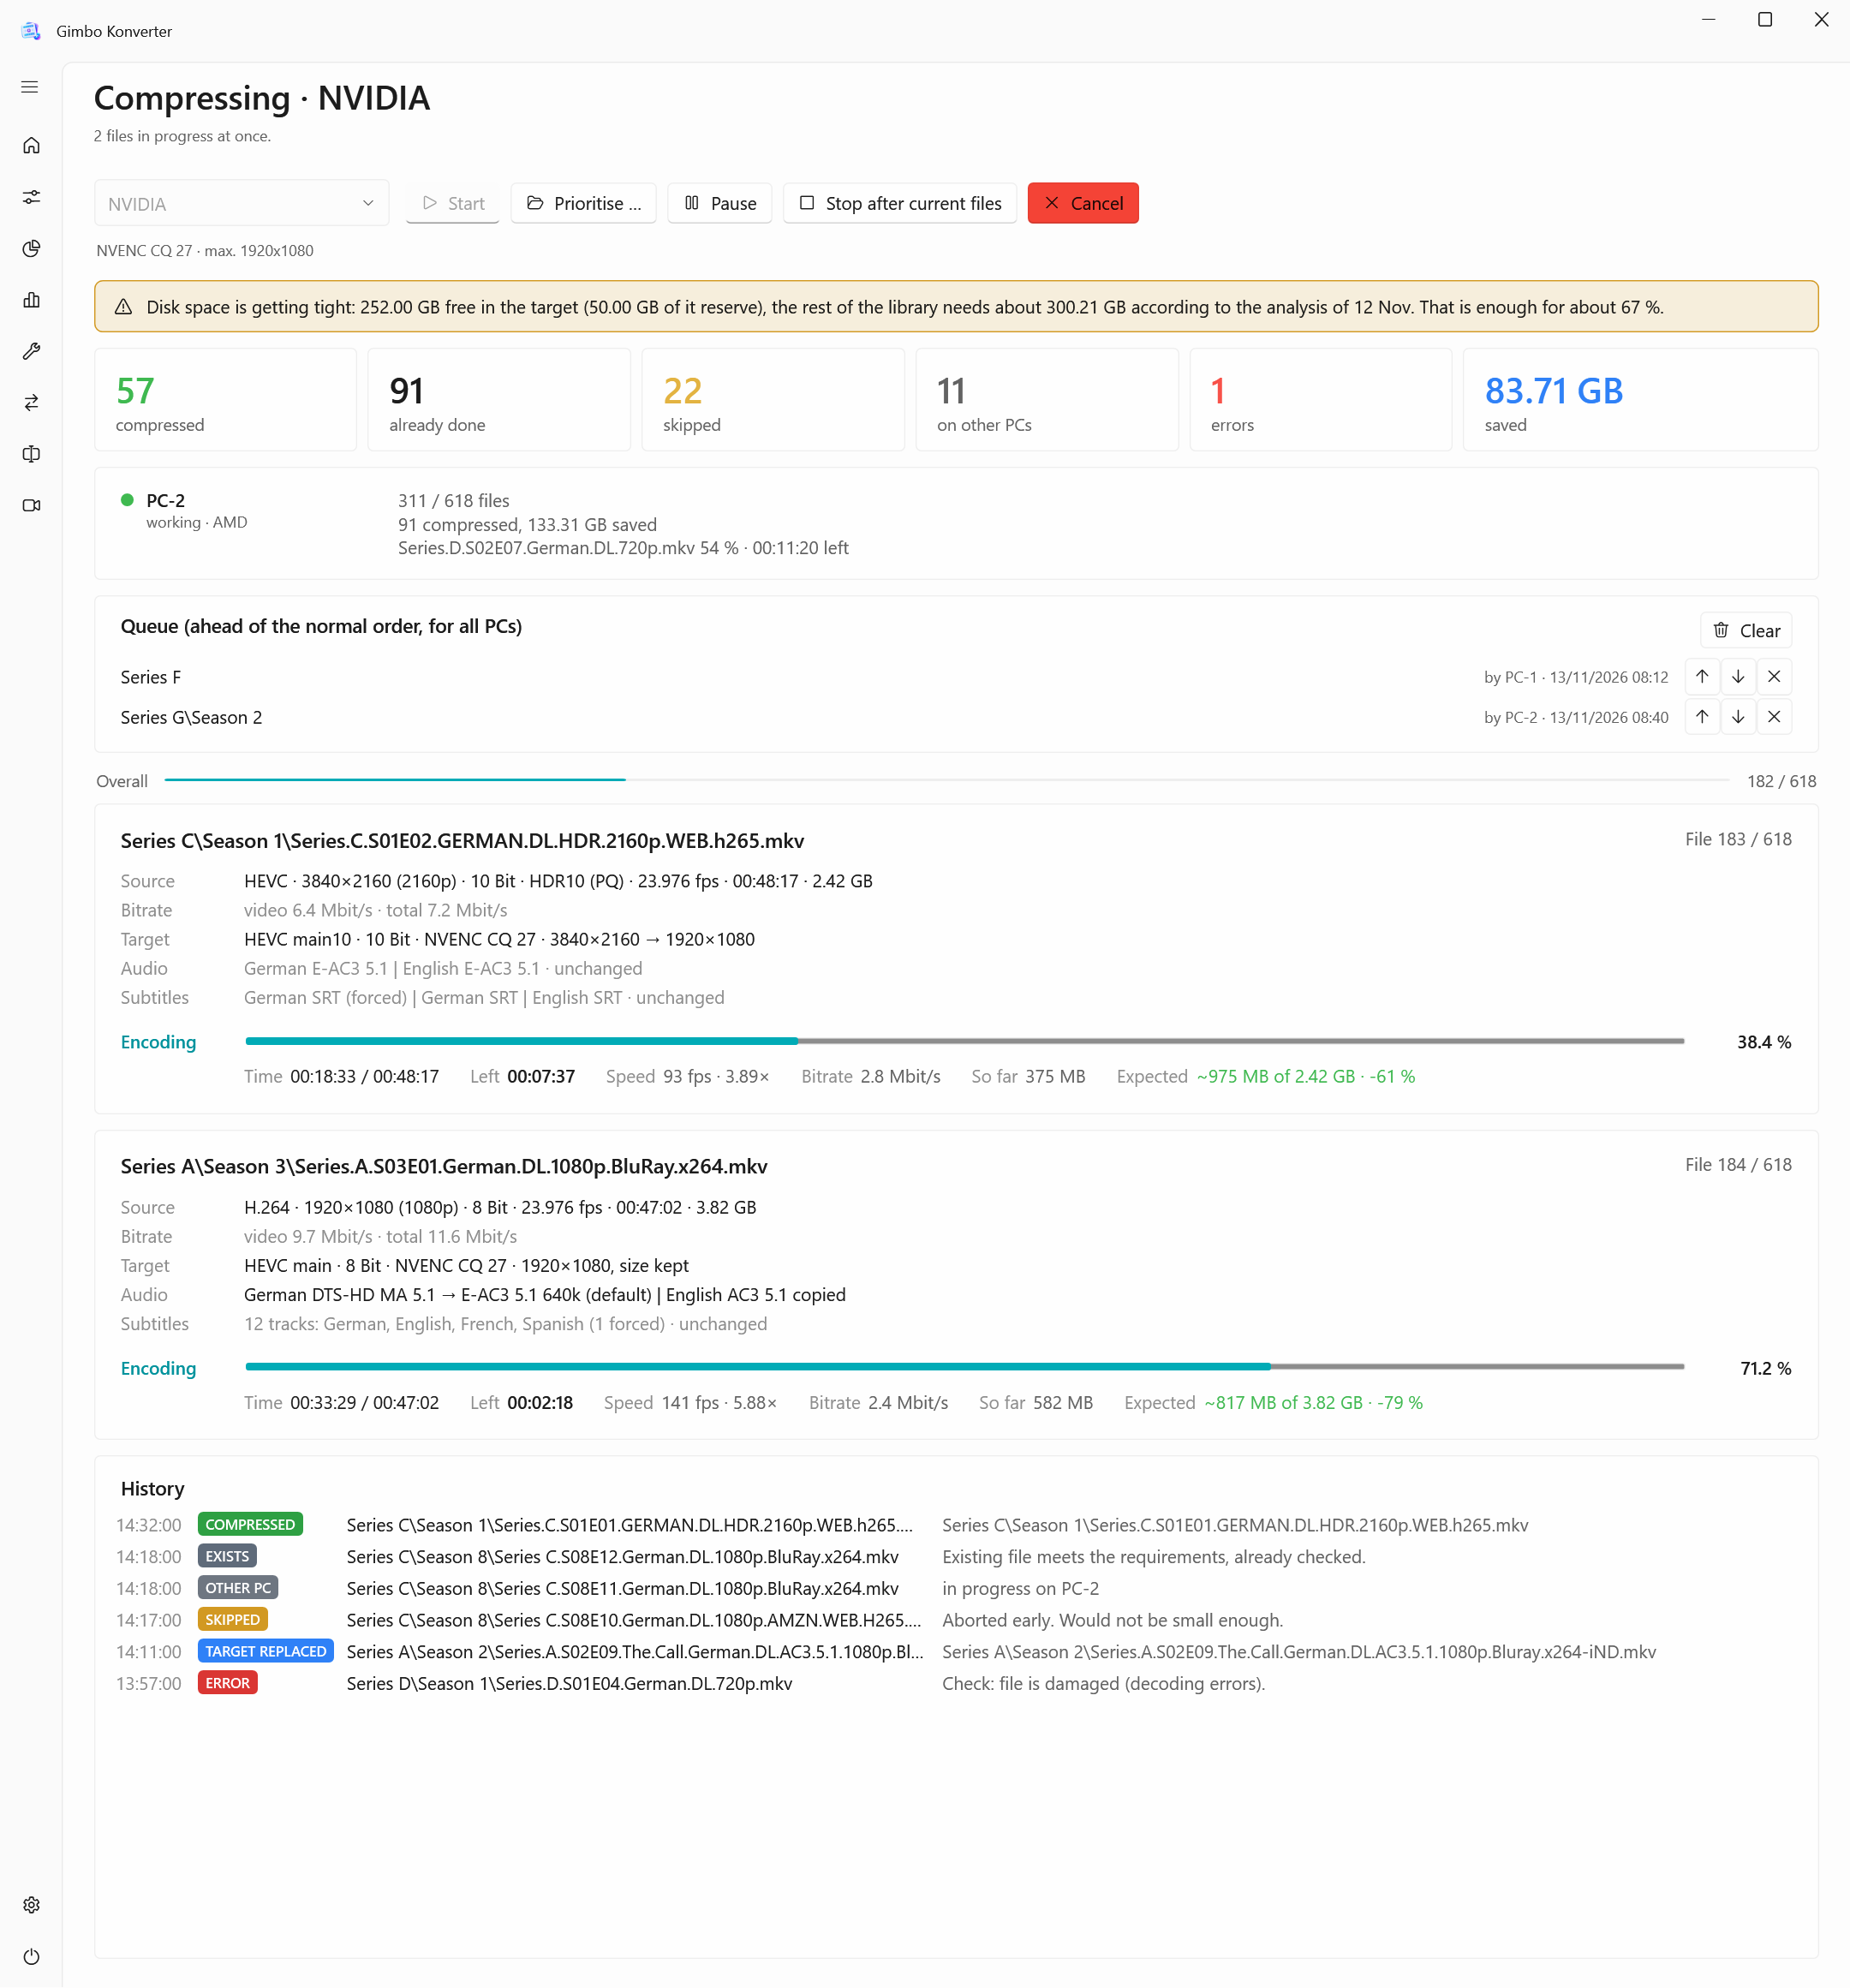 Gimbo Konverter
Compressing · NVIDIA
2 files in progress at once.
NVIDIA
Start
Prioritise ...
Pause
Stop after current files
Cancel
NVENC CQ 27 · max. 1920x1080
Disk space is getting tight: 252.00 GB free in the target (50.00 GB of it reserve), the rest of the library needs about 300.21 GB according to the analysis of 12 Nov. That is enough for about 67 %.
57
compressed
91
already done
22
skipped
11
on other PCs
1
errors
83.71 GB
saved
PC-2
working · AMD
311 / 618 files
91 compressed, 133.31 GB saved
Series.D.S02E07.German.DL.720p.mkv 54 % · 00:11:20 left
Queue (ahead of the normal order, for all PCs)
Clear
Series F
by PC-1 · 13/11/2026 08:12
Series G\Season 2
by PC-2 · 13/11/2026 08:40
Overall
182 / 618
Series C\Season 1\Series.C.S01E02.GERMAN.DL.HDR.2160p.WEB.h265.mkv
File 183 / 618
Source HEVC · 3840×2160 (2160p) · 10 Bit · HDR10 (PQ) · 23.976 fps · 00:48:17 · 2.42 GB
Bitrate video 6.4 Mbit/s · total 7.2 Mbit/s
Target HEVC main10 · 10 Bit · NVENC CQ 27 · 3840×2160 → 1920×1080
Audio German E-AC3 5.1 | English E-AC3 5.1 · unchanged
Subtitles German SRT (forced) | German SRT | English SRT · unchanged
Encoding 38.4 %
Time 00:18:33 / 00:48:17 Left 00:07:37 Speed 93 fps · 3.89× Bitrate 2.8 Mbit/s So far 375 MB Expected ~975 MB of 2.42 GB · -61 %
Series A\Season 3\Series.A.S03E01.German.DL.1080p.BluRay.x264.mkv
File 184 / 618
Source H.264 · 1920×1080 (1080p) · 8 Bit · 23.976 fps · 00:47:02 · 3.82 GB
Bitrate video 9.7 Mbit/s · total 11.6 Mbit/s
Target HEVC main · 8 Bit · NVENC CQ 27 · 1920×1080, size kept
Audio German DTS-HD MA 5.1 → E-AC3 5.1 640k (default) | English AC3 5.1 copied
Subtitles 12 tracks: German, English, French, Spanish (1 forced) · unchanged
Encoding 71.2 %
Time 00:33:29 / 00:47:02 Left 00:02:18 Speed 141 fps · 5.88× Bitrate 2.4 Mbit/s So far 582 MB Expected ~817 MB of 3.82 GB · -79 %
History
14:32:00 COMPRESSED Series C\Season 1\Series.C.S01E01.GERMAN.DL.HDR.2160p.WEB.h265.... Series C\Season 1\Series.C.S01E01.GERMAN.DL.HDR.2160p.WEB.h265.mkv
14:18:00 EXISTS Series C\Season 8\Series C.S08E12.German.DL.1080p.BluRay.x264.mkv Existing file meets the requirements, already checked.
14:18:00 OTHER PC Series C\Season 8\Series C.S08E11.German.DL.1080p.BluRay.x264.mkv in progress on PC-2
14:17:00 SKIPPED Series C\Season 8\Series C.S08E10.German.DL.1080p.AMZN.WEB.H265.... Aborted early. Would not be small enough.
14:11:00 TARGET REPLACED Series A\Season 2\Series.A.S02E09.The.Call.German.DL.AC3.5.1.1080p.Bl... Series A\Season 2\Series.A.S02E09.The.Call.German.DL.AC3.5.1.1080p.Bluray.x264-iND.mkv
13:57:00 ERROR Series D\Season 1\Series.D.S01E04.German.DL.720p.mkv Check: file is damaged (decoding errors).